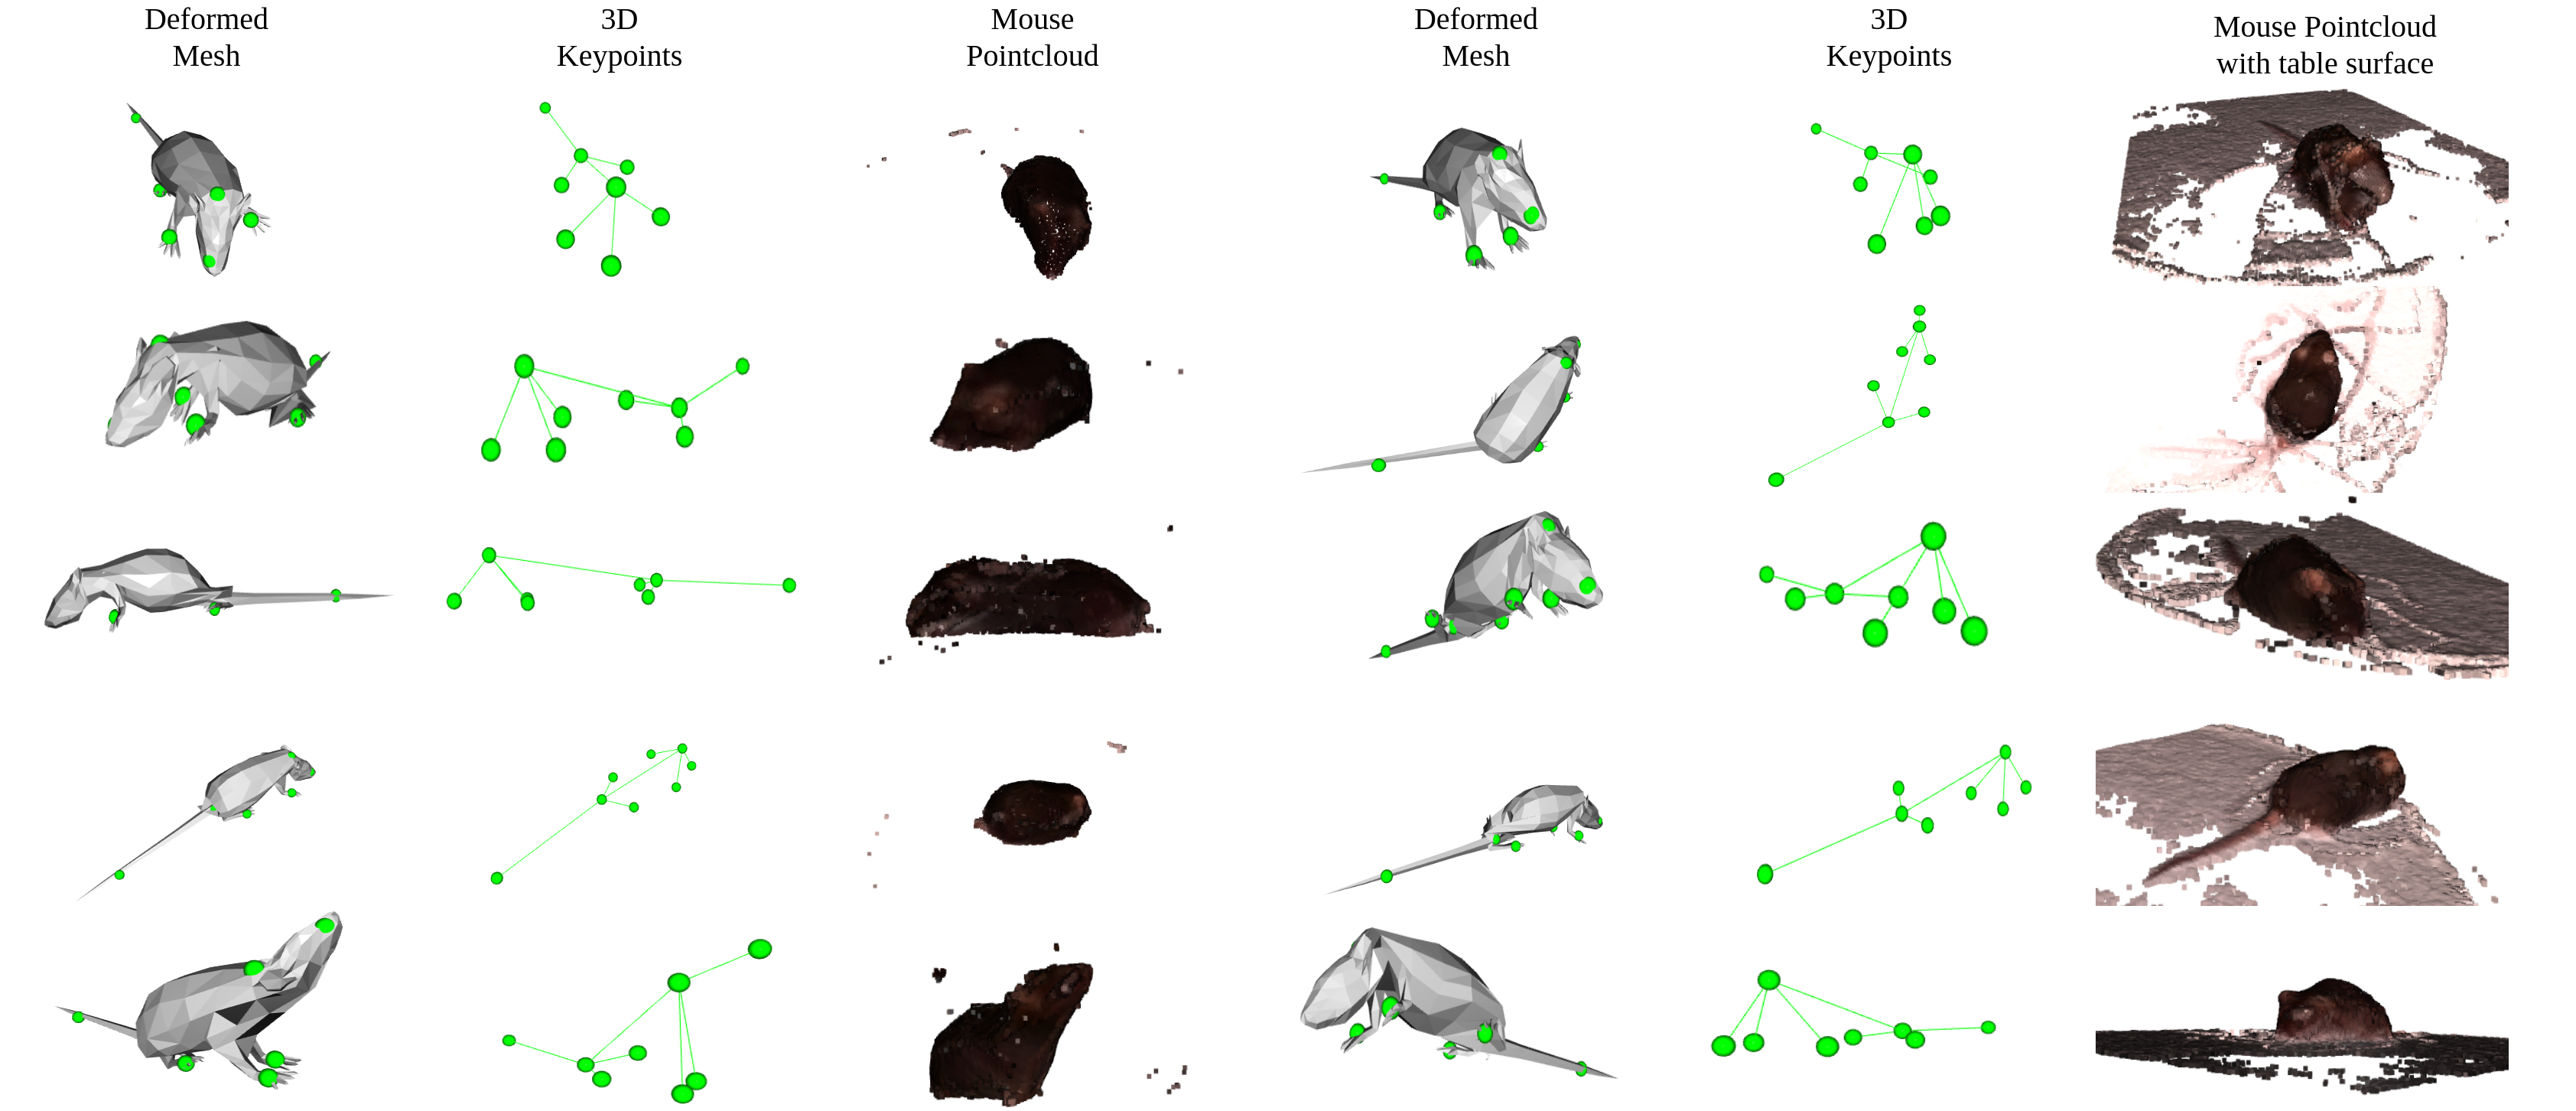 Deformed
Mesh
3D
Keypoints
Mouse
Pointcloud
Deformed
Mesh
3D
Keypoints
Mouse Pointcloud
with table surface